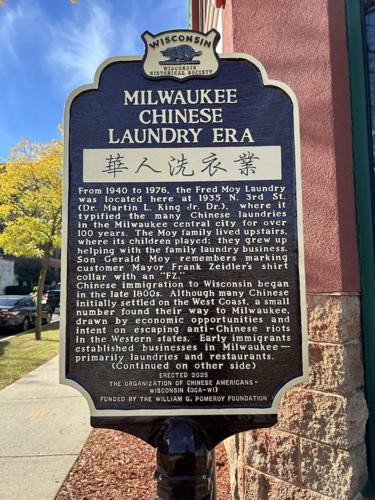 WISCONSIN
WISCONSIN
HISTORICAL SOCIETY
MILWAUKEE
CHINESE
LAUNDRY ERA
華人洗衣業
From 1940 to 1976, the Fred Moy Laundry
was located here at 1935 N. 3rd St.
(Dr. Martin L. King Jr. Dr.), where it
typified the many Chinese laundries
in the Milwaukee central city for over
100 years. The Moy family lived upstairs,
where its children played; they grew up
helping with the family laundry business.
Son Gerald Moy remembers marking
customer Mayor Frank Zeidler's shirt
collar with an "FZ."
Chinese immigration to Wisconsin began
in the late 1800s. Although many Chinese
initially settled on the West Coast, a small
number found their way to Milwaukee,
drawn by economic opportunities and
intent on escaping anti-Chinese riots
in the Western states. Early immigrants
established businesses in Milwaukee—
primarily laundries and restaurants.
(Continued on other side)
ERECTED 2025
THE ORGANIZATION OF CHINESE AMERICANS-
WISCONSIN (OCA-WI)
FUNDED BY THE WILLIAM G. POMEROY FOUNDATION